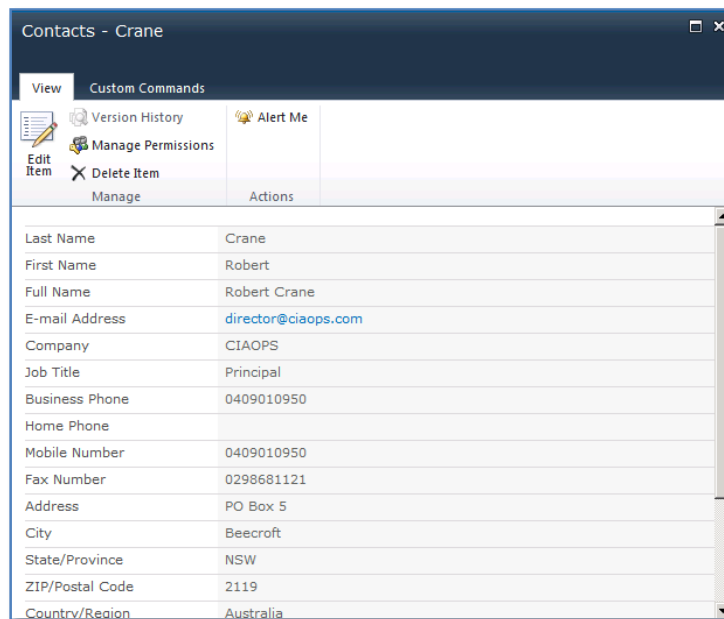 Contacts - Crane
View Custom Commands
Version History
Manage Permissions
Delete Item
Edit
Item
Manage
Alert Me
Actions
Last Name Crane
First Name Robert
Full Name Robert Crane
E-mail Address director@ciaops.com
Company CIAOPS
Job Title Principal
Business Phone 0409010950
Home Phone
Mobile Number 0409010950
Fax Number 0298681121
Address PO Box 5
City Beecroft
State/Province NSW
ZIP/Postal Code 2119
Country/Region Australia